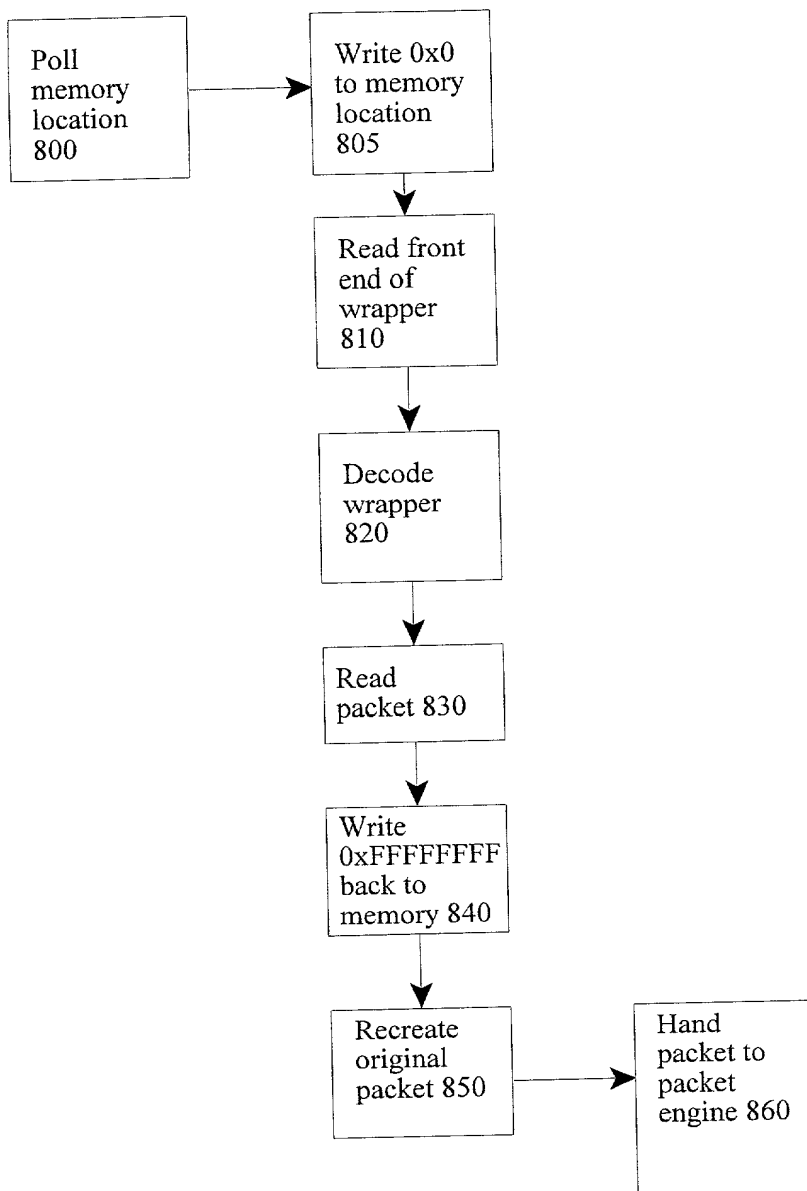 Poll
memory
location
800
Write 0x0
to memory
location
805
Read front
end of
wrapper
810
Decode
wrapper
820
Read
packet 830
Write
0xFFFFFFFF
back to
memory 840
Recreate
original
packet 850
Hand
packet to
packet
engine 860